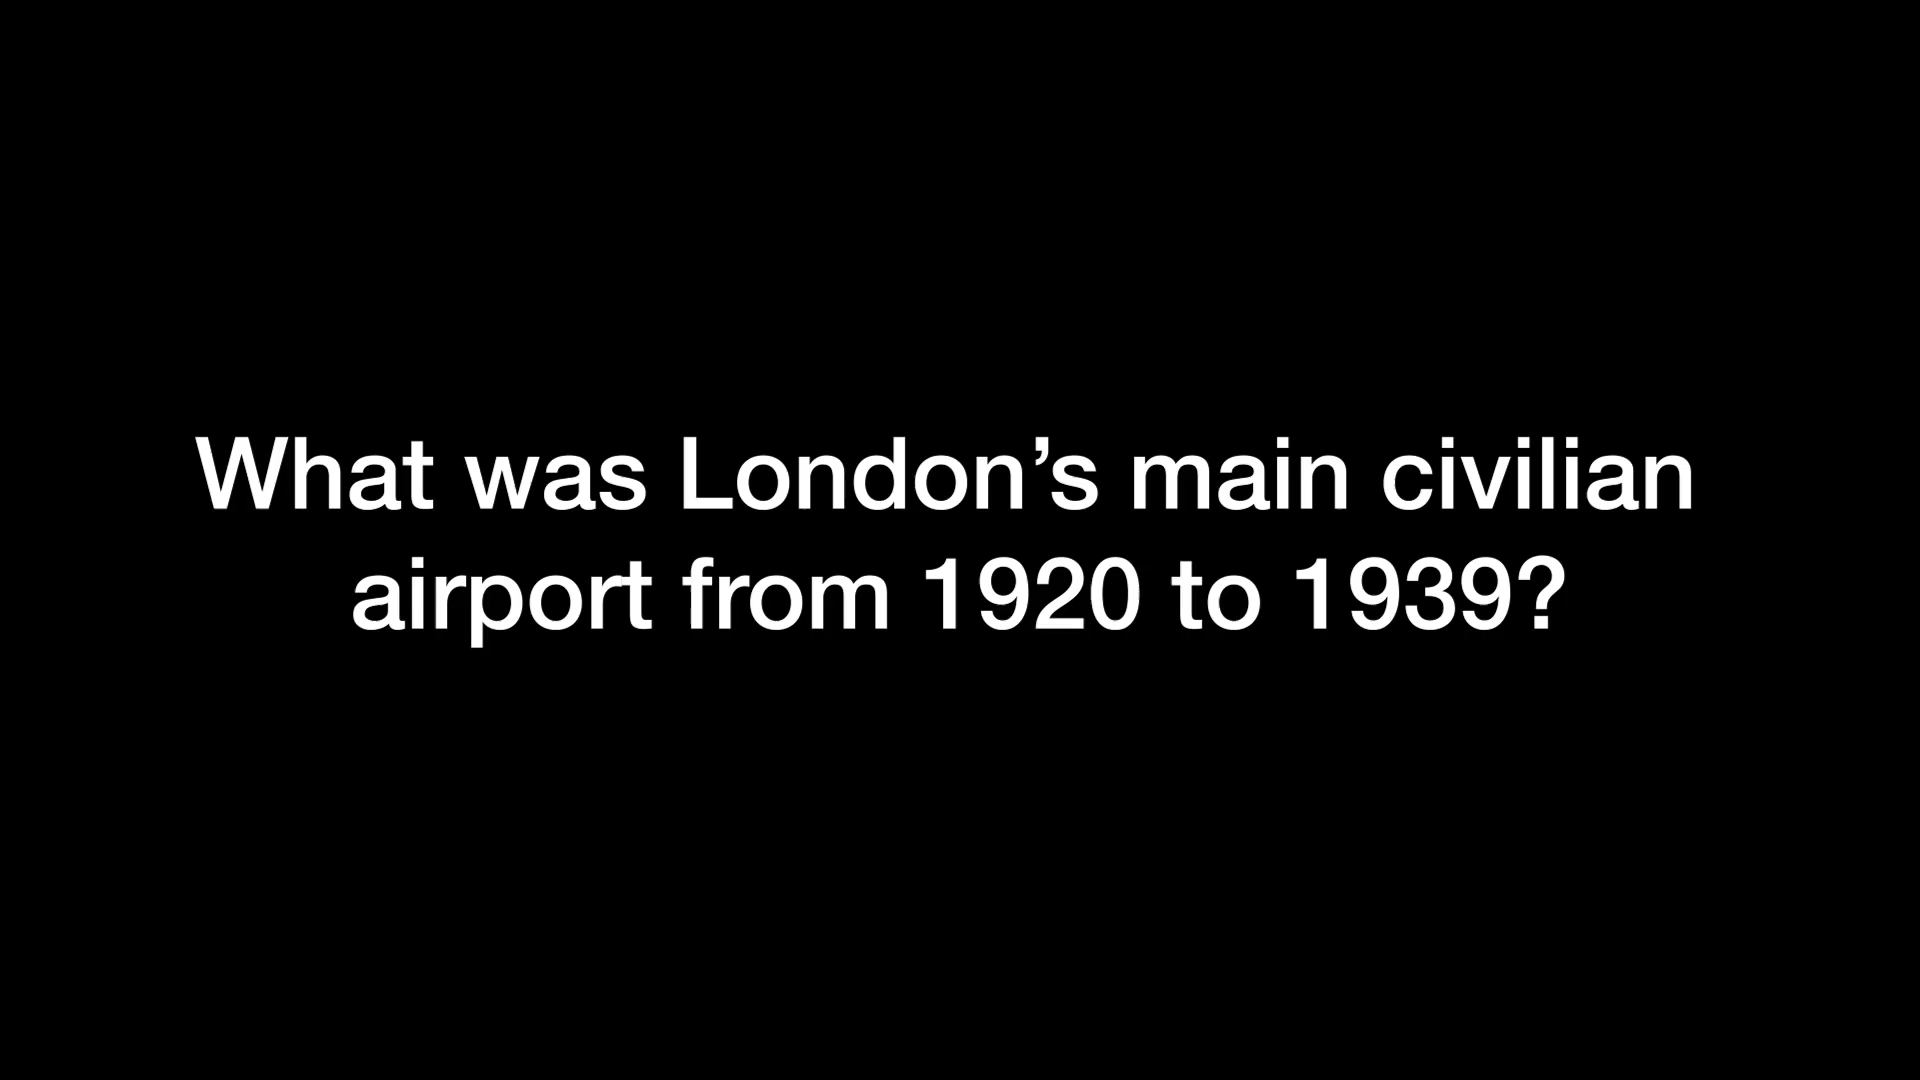 What was London’s main civilian
airport from 1920 to 1939?